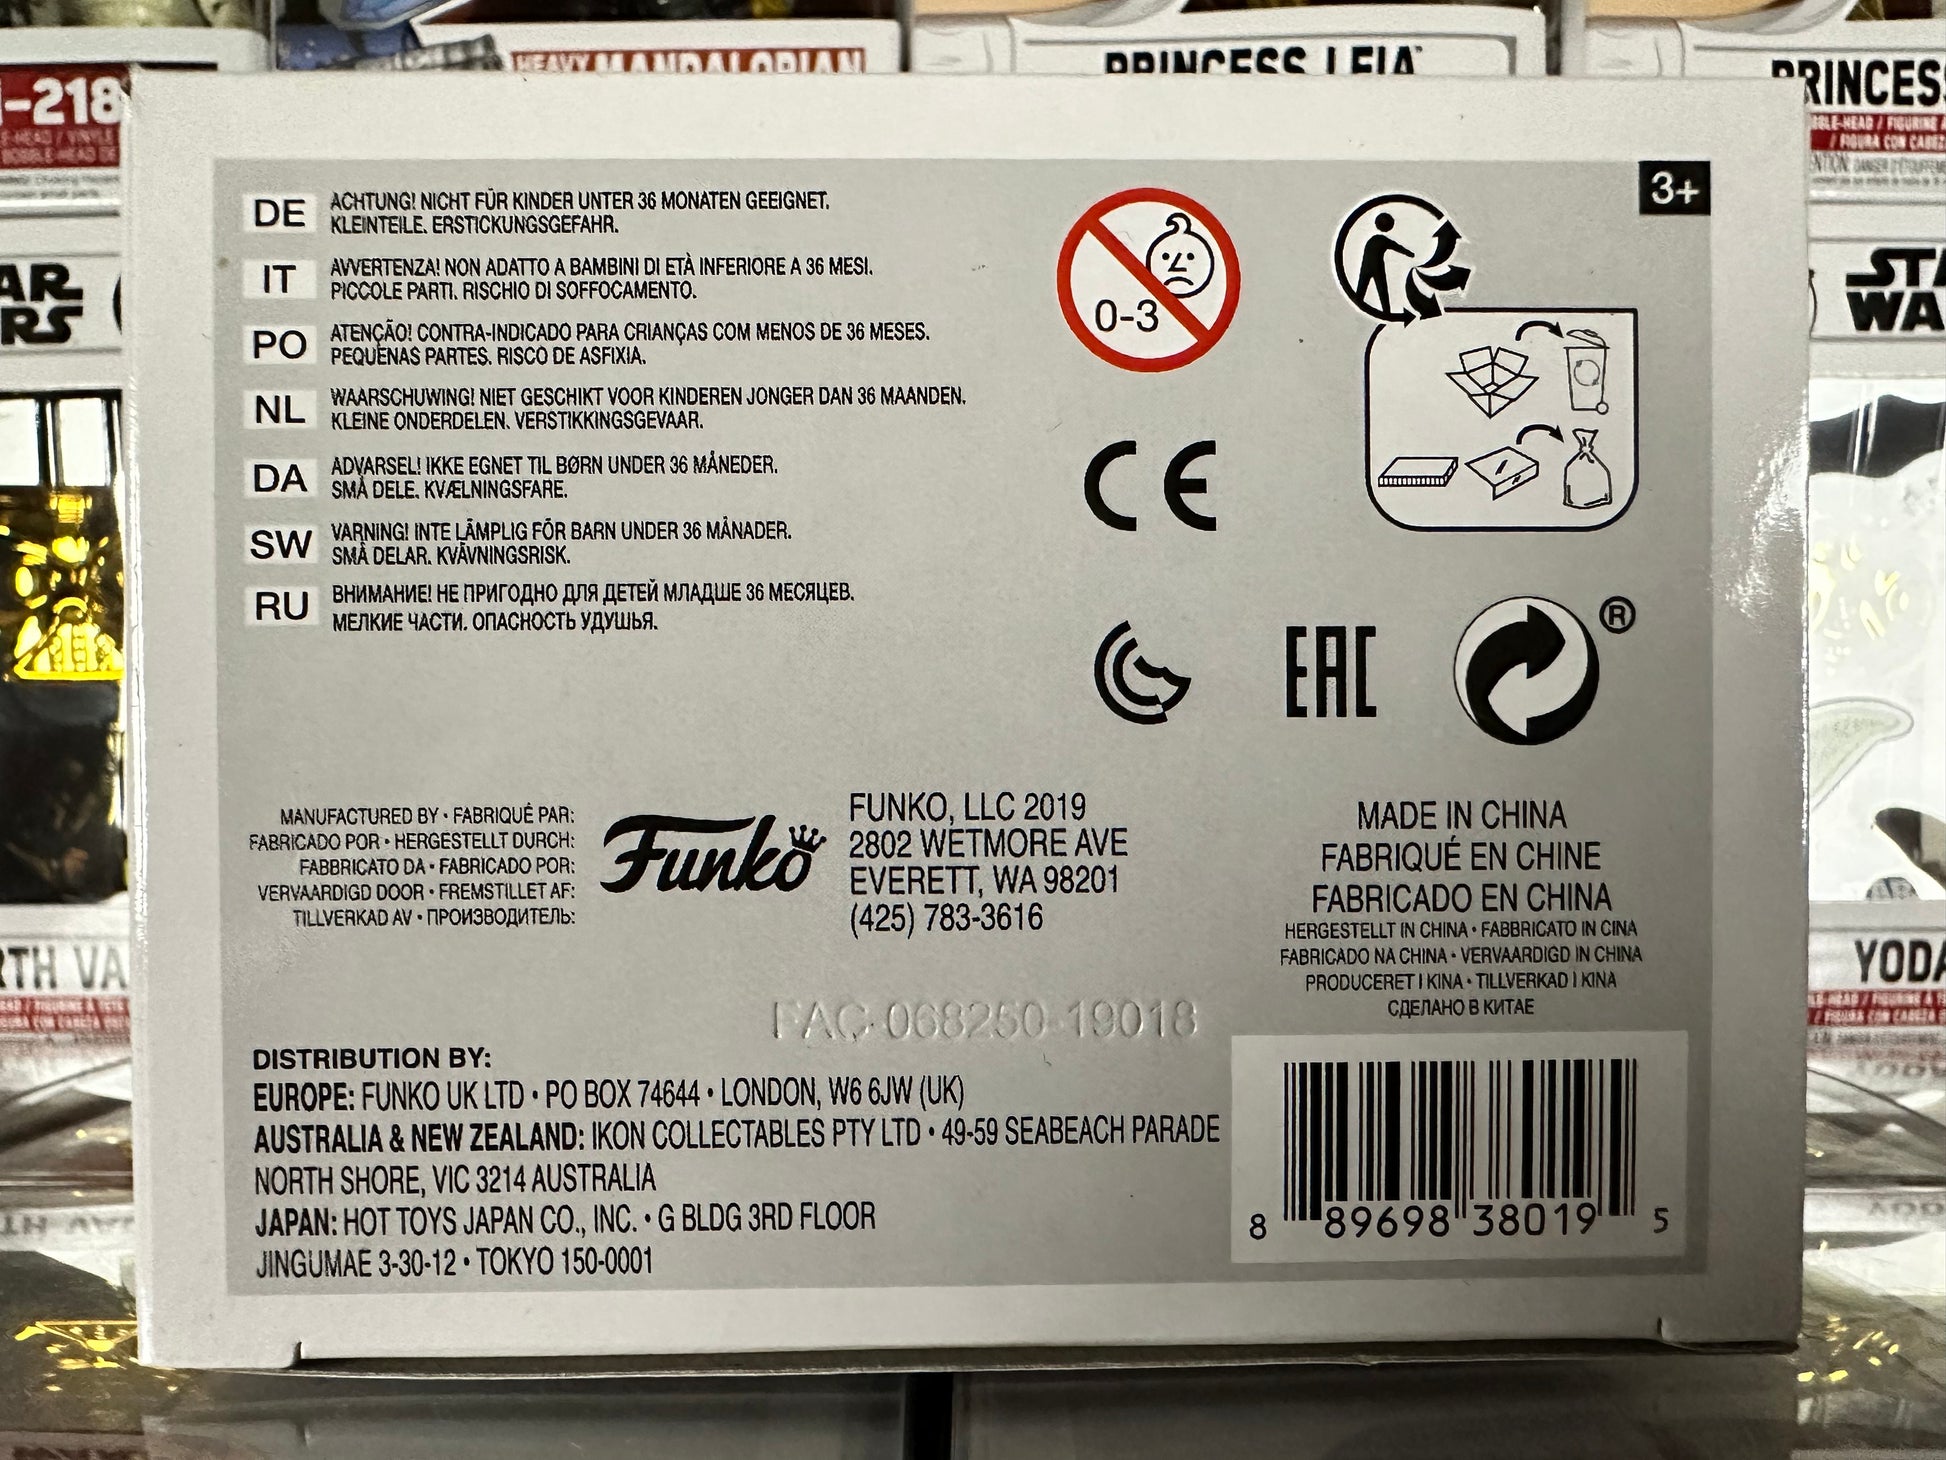 HEAVY MANDALORIAN
PRINCESS LEIA™
PRINCESS
-218
3+
DE
ACHTUNG! NICHT FÜR KINDER UNTER 36 MONATEN GEEIGNET.
KLEINTEILE. ERSTICKUNGSGEFAHR.
IT
AVVERTENZA! NON ADATTO A BAMBINI DI ETÀ INFERIORE A 36 MESI.
PICCOLE PARTI. RISCHIO DI SOFFOCAMENTO.
PO
ATENÇÃO! CONTRA-INDICADO PARA CRIANÇAS COM MENOS DE 36 MESES.
PEQUENAS PARTES. RISCO DE ASFIXIA.
NL
WAARSCHUWING! NIET GESCHIKT VOOR KINDEREN JONGER DAN 36 MAANDEN.
KLEINE ONDERDELEN. VERSTIKKINGSGEVAAR.
DA
ADVARSEL! IKKE EGNET TIL BØRN UNDER 36 MÅNEDER.
SMÅ DELE. KVÆLNINGSFARE.
SW
VARNING! INTE LÄMPLIG FÖR BARN UNDER 36 MÅNADER.
SMÅ DELAR. KVÄVNINGSRISK.
RU
ВНИМАНИЕ! НЕ ПРИГОДНО ДЛЯ ДЕТЕЙ МЛАДШЕ 36 МЕСЯЦЕВ.
МЕЛКИЕ ЧАСТИ. ОПАСНОСТЬ УДУШЬЯ.
0-3
CE
EAC
®
MANUFACTURED BY • FABRIQUÉ PAR:
FABRICADO POR • HERGESTELLT DURCH:
FABBRICATO DA • FABRICADO POR:
VERVAARDIGD DOOR • FREMSTILLET AF:
TILLVERKAD AV • ПРОИЗВОДИТЕЛЬ:
Funko
FUNKO, LLC 2019
2802 WETMORE AVE
EVERETT, WA 98201
(425) 783-3616
MADE IN CHINA
FABRIQUÉ EN CHINE
FABRICADO EN CHINA
HERGESTELLT IN CHINA • FABBRICATO IN CINA
FABRICADO NA CHINA • VERVAARDIGD IN CHINA
PRODUCERET I KINA • TILLVERKAD I KINA
СДЕЛАНО В КИТАЕ
FAC-068250-19018
DISTRIBUTION BY:
EUROPE: FUNKO UK LTD • PO BOX 74644 • LONDON, W6 6JW (UK)
AUSTRALIA & NEW ZEALAND: IKON COLLECTABLES PTY LTD • 49-59 SEABEACH PARADE
NORTH SHORE, VIC 3214 AUSTRALIA
JAPAN: HOT TOYS JAPAN CO., INC. • G BLDG 3RD FLOOR
JINGUMAE 3-30-12 • TOKYO 150-0001
8 89698 38019 5
YODA